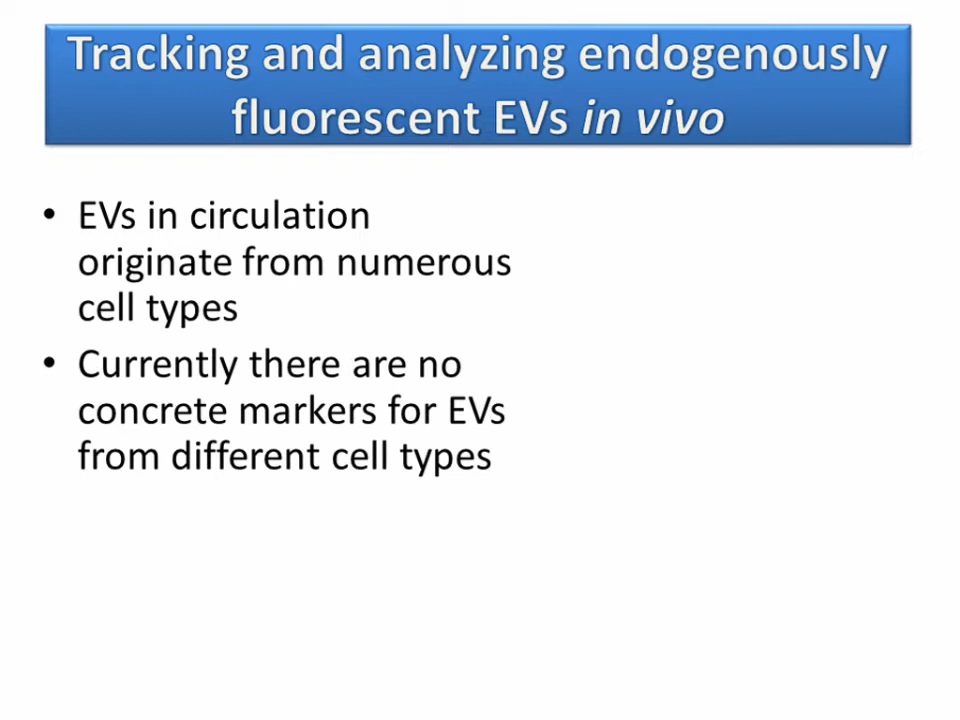 Tracking and analyzing endogenously
fluorescent EVs in vivo
• EVs in circulation
originate from numerous
cell types
• Currently there are no
concrete markers for EVs
from different cell types